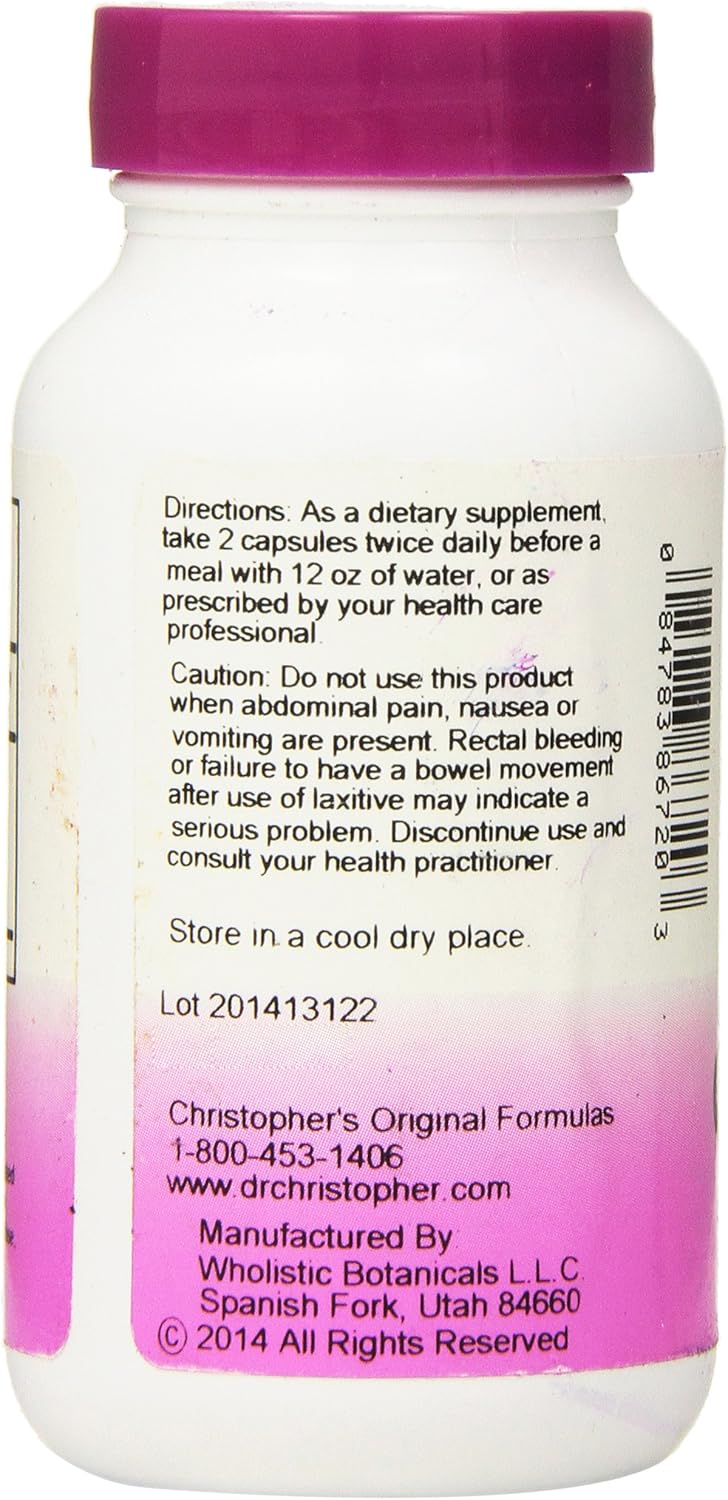 Directions: As a dietary supplement,
take 2 capsules twice daily before a
meal with 12 oz of water, or as
prescribed by your health care
professional.
Caution: Do not use this product
when abdominal pain, nausea or
vomiting are present. Rectal bleeding
or failure to have a bowel movement
after use of laxitive may indicate a
serious problem. Discontinue use and
consult your health practitioner.
Store in a cool dry place.
Lot 201413122
Christopher's Original Formulas
1-800-453-1406
www.drchristopher.com
Manufactured By
Wholistic Botanicals L.L.C.
Spanish Fork, Utah 84660
© 2014 All Rights Reserved
0 84783 86720 3